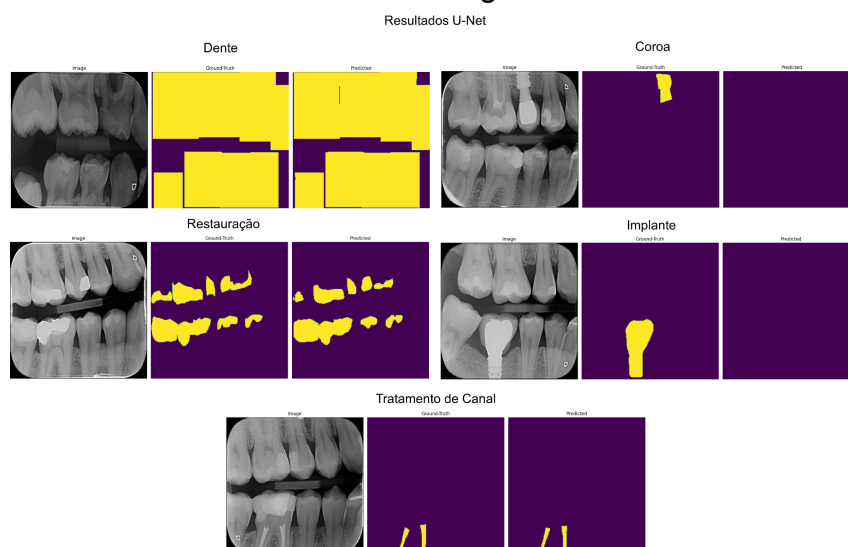 Resultados U-Net
Dente
Coroa
Image Ground-Truth Predicted
Image Ground-Truth Predicted
Restauração
Implante
Image Ground-Truth Predicted
Image Ground-Truth Predicted
Tratamento de Canal
Image Ground-Truth Predicted